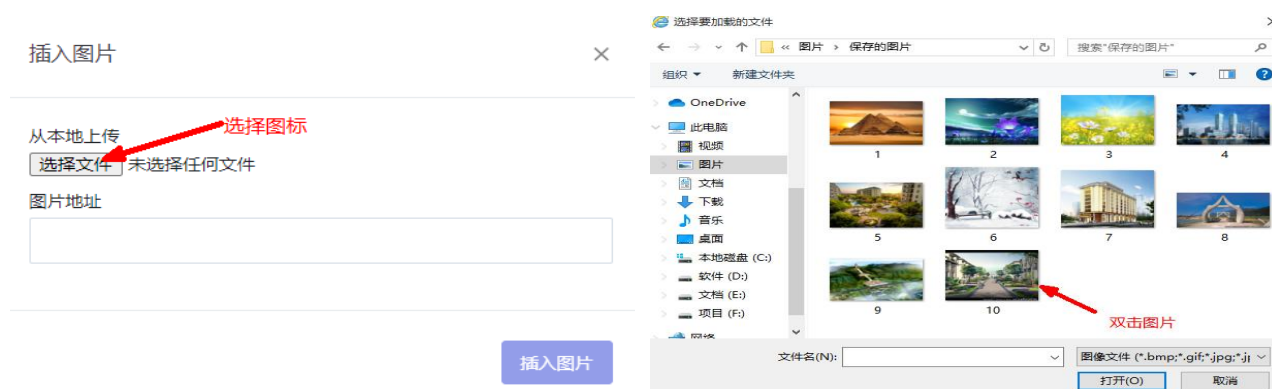 插入图片
×
从本地上传
选择图标
选择文件 未选择任何文件
图片地址
插入图片
选择要加载的文件
« 图片 › 保存的图片
搜索"保存的图片"
组织 新建文件夹
OneDrive
此电脑
视频
图片
文档
下载
音乐
桌面
本地磁盘 (C:)
软件 (D:)
文档 (E:)
项目 (F:)
网络
1 2 3 4
5 6 7 8
9 10
双击图片
文件名(N):
图像文件 (*.bmp;*.gif;*.jpg;*.j
打开(O) 取消